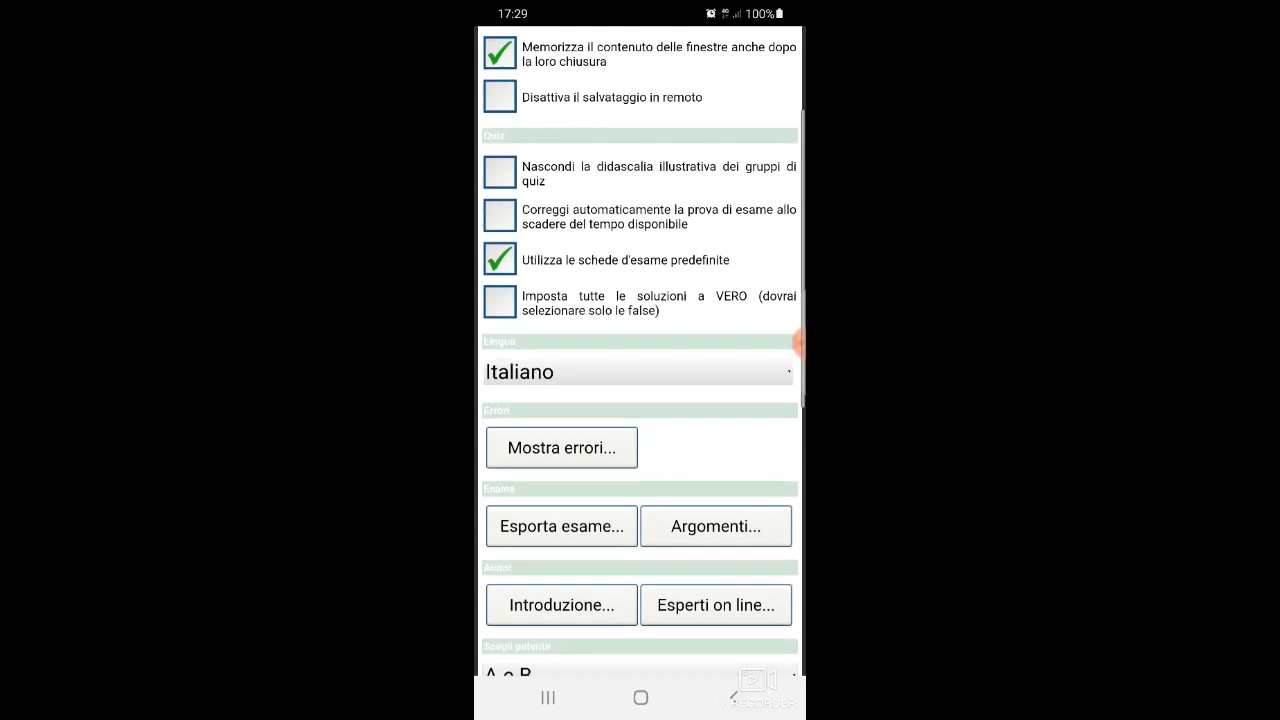 17:29 4G 100%
Memorizza il contenuto delle finestre anche dopo
la loro chiusura
Disattiva il salvataggio in remoto
Quiz
Nascondi la didascalia illustrativa dei gruppi di
quiz
Correggi automaticamente la prova di esame allo
scadere del tempo disponibile
Utilizza le schede d'esame predefinite
Imposta tutte le soluzioni a VERO (dovrai
selezionare solo le false)
Lingua
Italiano
Errori
Mostra errori...
Esame
Esporta esame... Argomenti...
Aiuto!
Introduzione... Esperti on line...
Scegli patente
A e B
V RECORDER